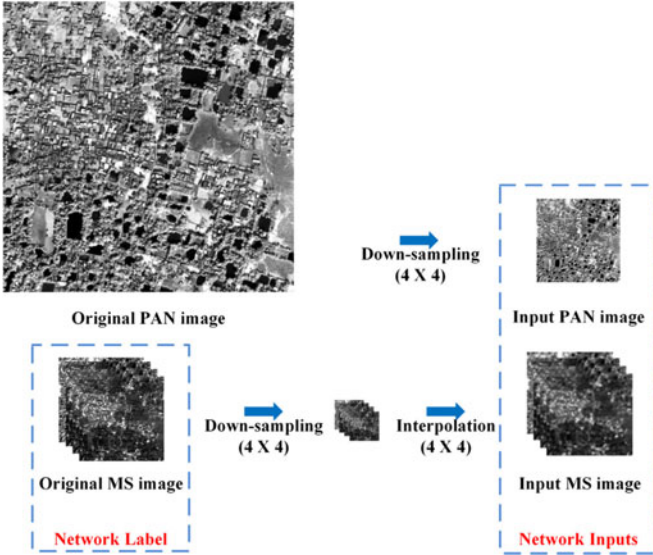 Down-sampling
(4 X 4)
Original PAN image
Input PAN image
Down-sampling
(4 X 4)
Interpolation
(4 X 4)
Original MS image
Input MS image
Network Label
Network Inputs